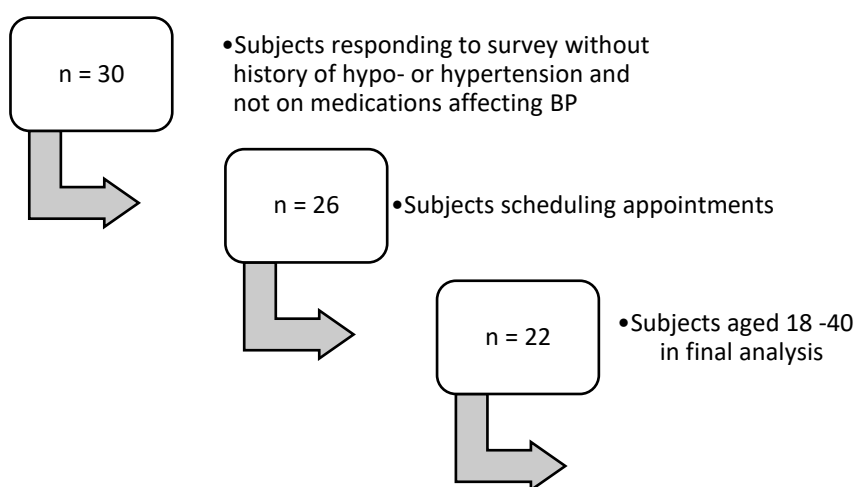 n = 30
•Subjects responding to survey without
history of hypo- or hypertension and
not on medications affecting BP
n = 26
•Subjects scheduling appointments
n = 22
•Subjects aged 18 -40
in final analysis